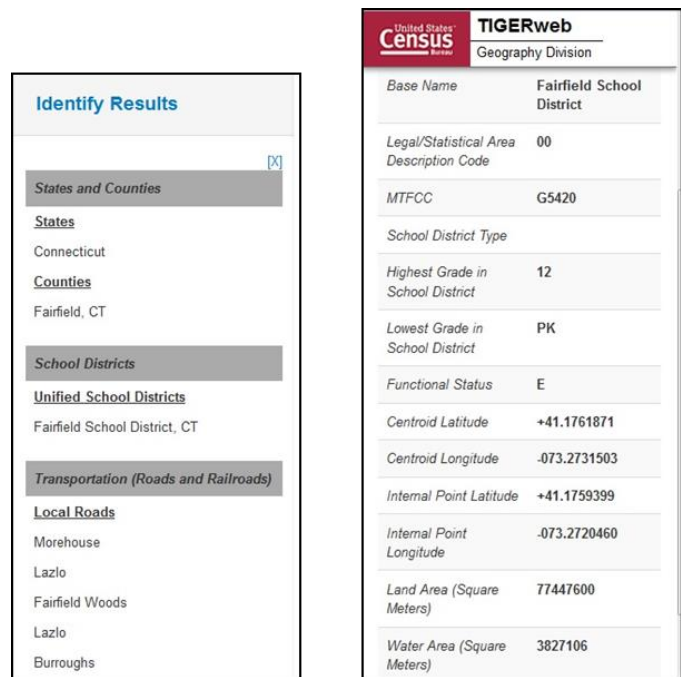 Identify Results
[X]
States and Counties
States
Connecticut
Counties
Fairfield, CT
School Districts
Unified School Districts
Fairfield School District, CT
Transportation (Roads and Railroads)
Local Roads
Morehouse
Lazlo
Fairfield Woods
Lazlo
Burroughs
United States®
Census
Bureau
TIGERweb
Geography Division
Base Name
Fairfield School
District
Legal/Statistical Area
Description Code
00
MTFCC
G5420
School District Type
Highest Grade in
School District
12
Lowest Grade in
School District
PK
Functional Status
E
Centroid Latitude
+41.1761871
Centroid Longitude
-073.2731503
Internal Point Latitude
+41.1759399
Internal Point
Longitude
-073.2720460
Land Area (Square
Meters)
77447600
Water Area (Square
Meters)
3827106